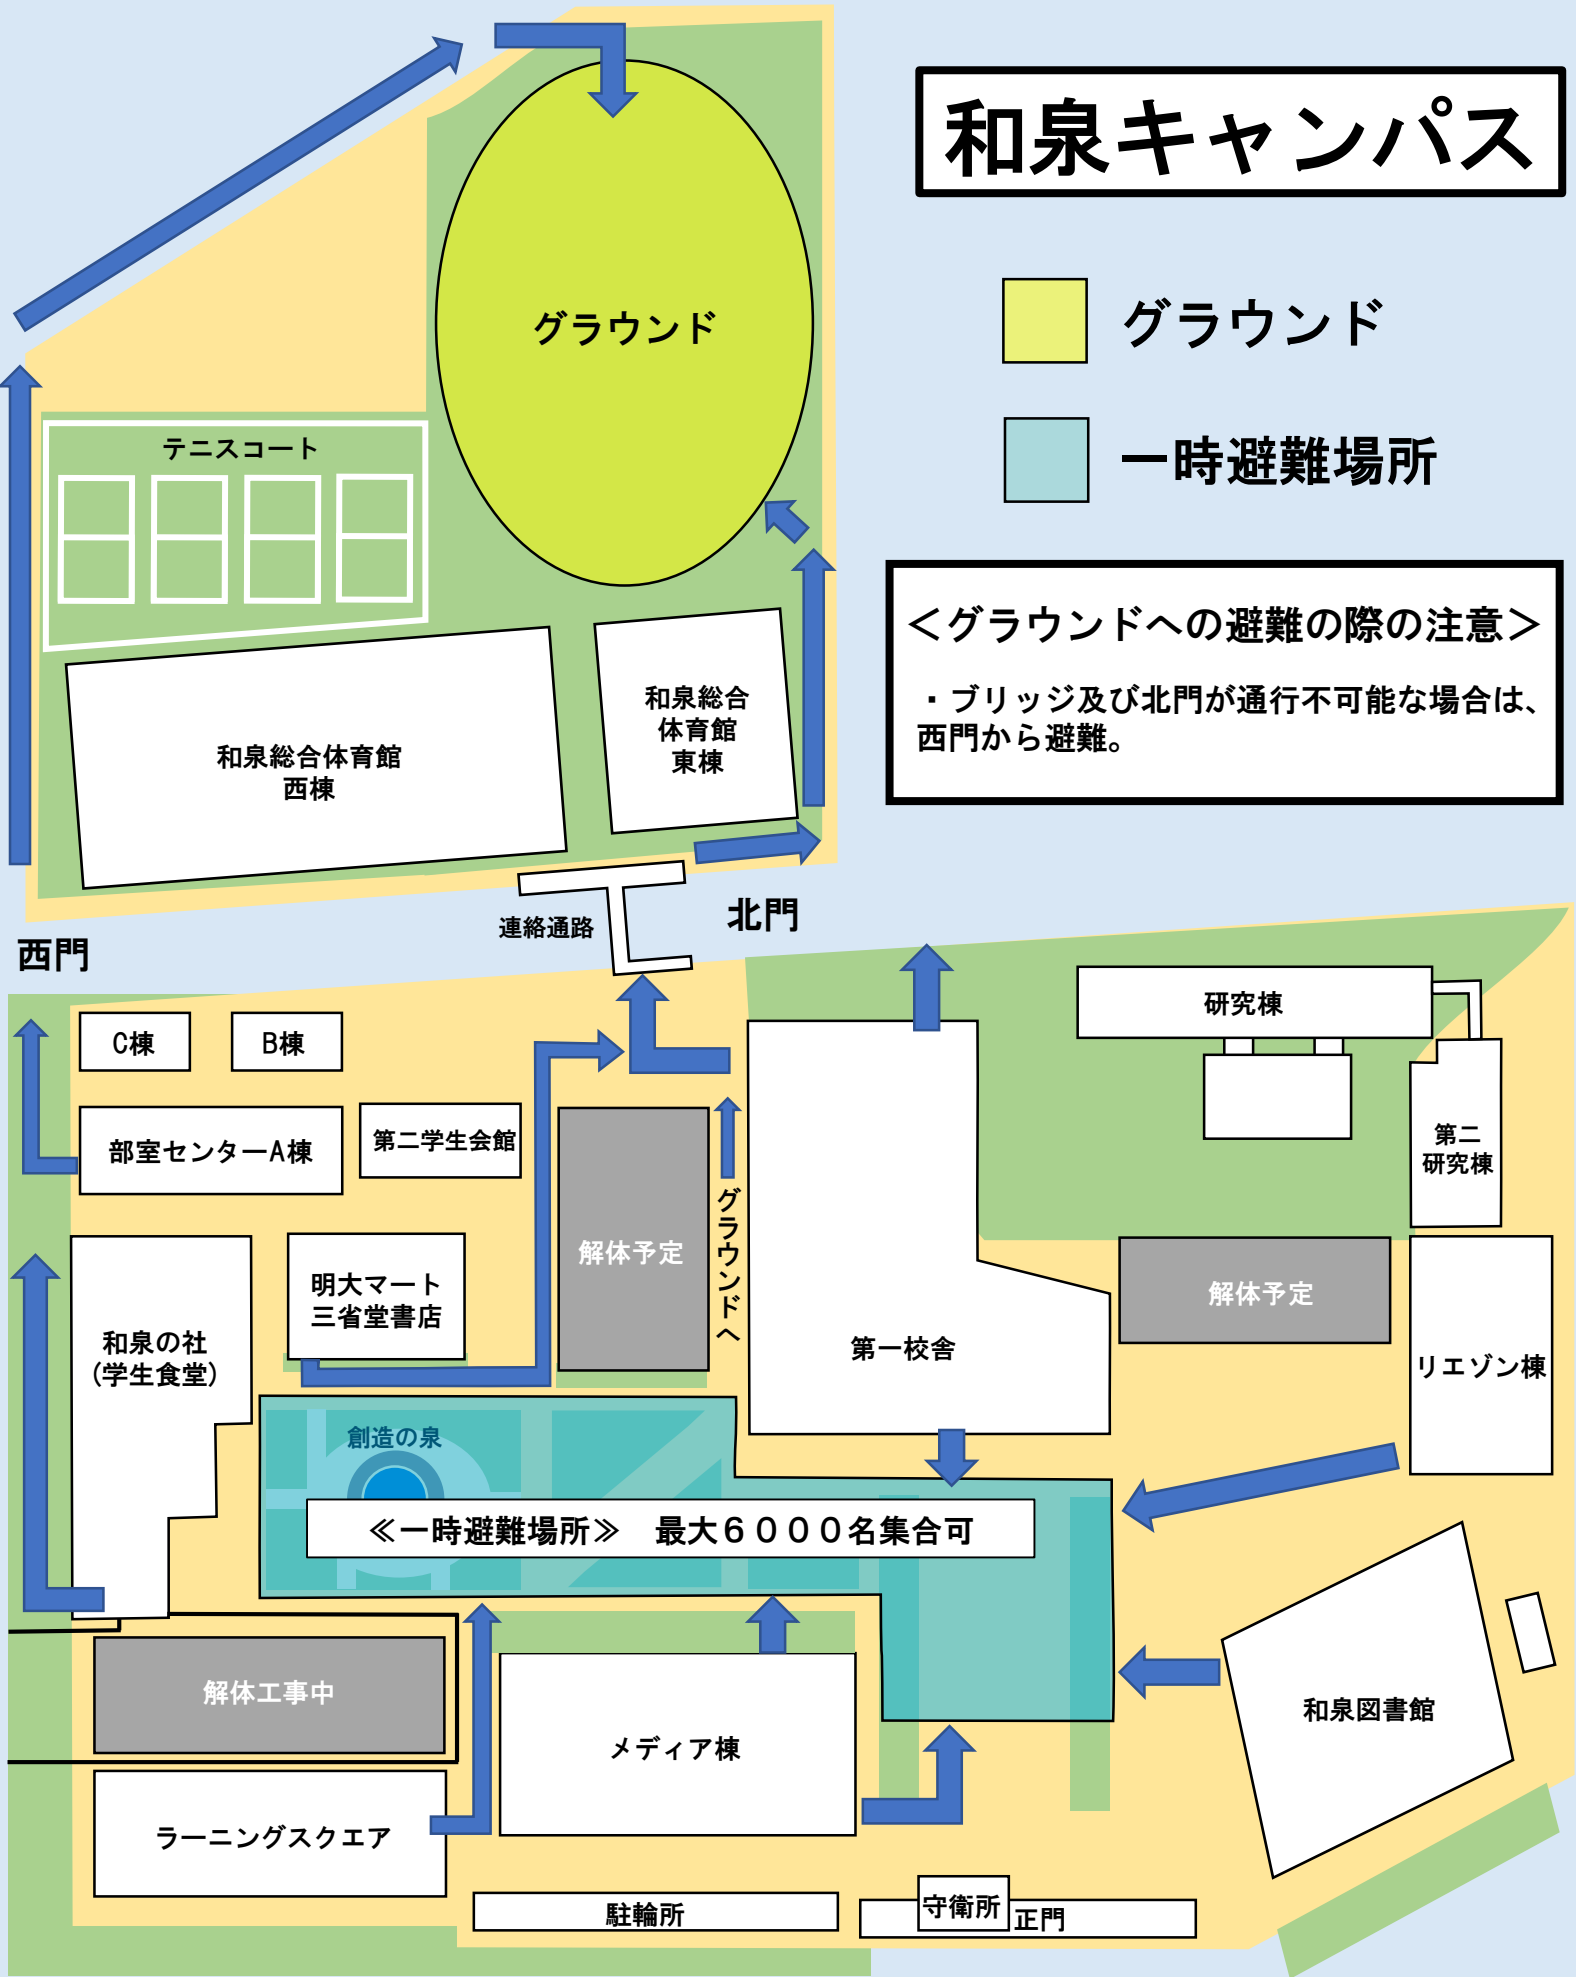 和泉キャンパス
グラウンド
一時避難場所
＜グラウンドへの避難の際の注意＞
・ブリッジ及び北門が通行不可能な場合は、
西門から避難。
グラウンド
テニスコート
和泉総合体育館
西棟
和泉総合
体育館
東棟
連絡通路
北門
西門
C棟
B棟
部室センターA棟
第二学生会館
研究棟
第二
研究棟
解体予定
グラウンドへ
明大マート
三省堂書店
和泉の社
(学生食堂)
第一校舎
解体予定
リエゾン棟
創造の泉
≪一時避難場所≫　最大６０００名集合可
解体工事中
メディア棟
和泉図書館
ラーニングスクエア
駐輪所
守衛所
正門